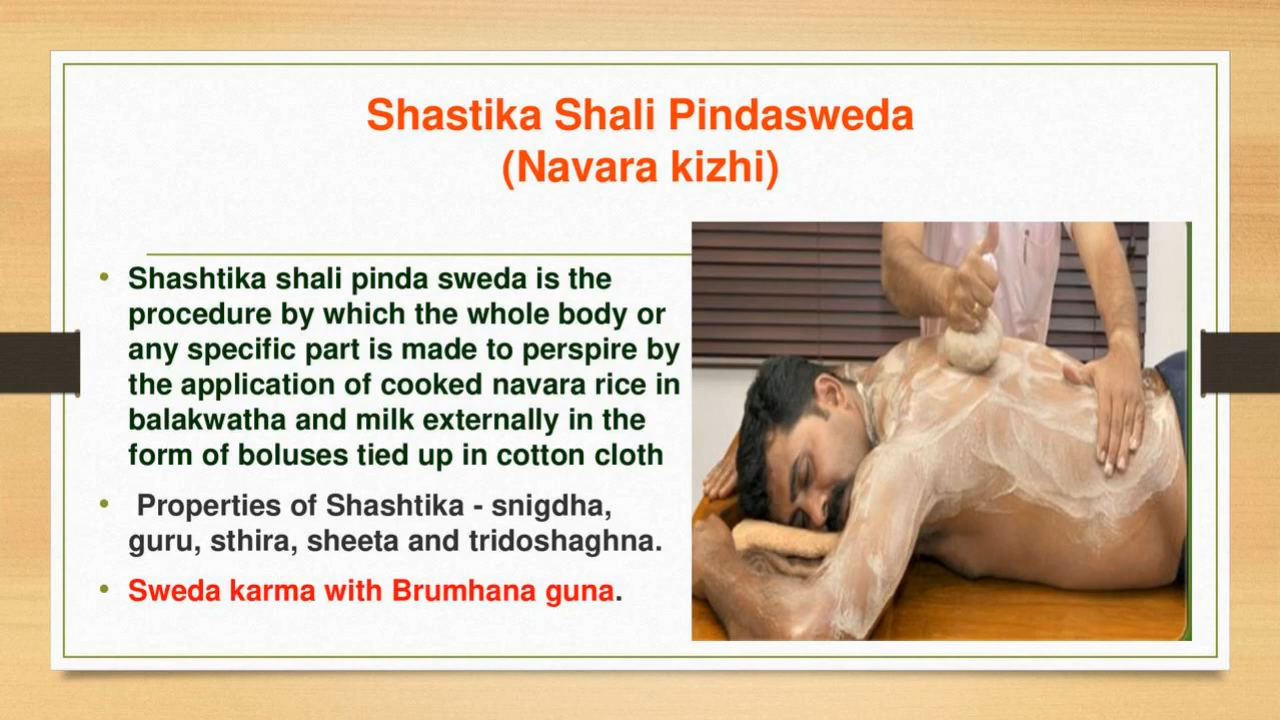 Shastika Shali Pindasweda
(Navara kizhi)
• Shashtika shali pinda sweda is the
procedure by which the whole body or
any specific part is made to perspire by
the application of cooked navara rice in
balakwatha and milk externally in the
form of boluses tied up in cotton cloth
• Properties of Shashtika - snigdha,
guru, sthira, sheeta and tridoshaghna.
• Sweda karma with Brumhana guna.